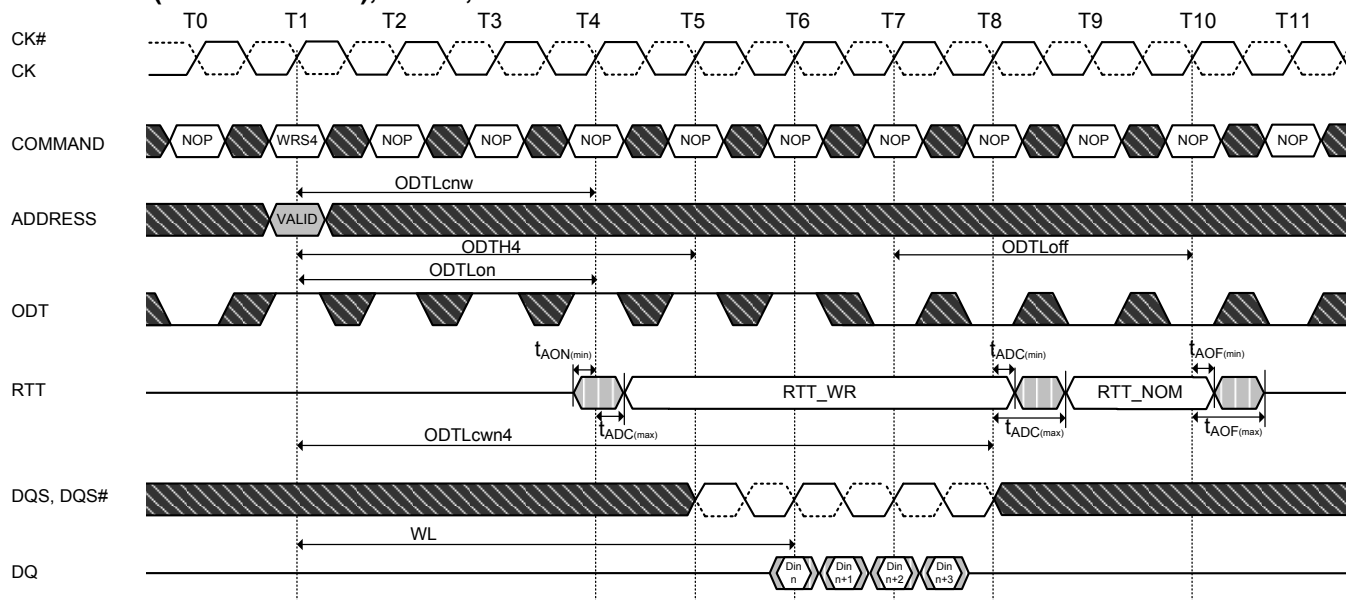 T0 T1 T2 T3 T4 T5 T6 T7 T8 T9 T10 T11
CK#
CK
COMMAND NOP WRS4 NOP NOP NOP NOP NOP NOP NOP NOP NOP NOP
ODTLcnw
ADDRESS VALID
ODTH4 ODTLoff
ODTLon
ODT
tAON(min) tADC(min) tAOF(min)
RTT RTT_WR RTT_NOM
tADC(max) tADC(max) tAOF(max)
ODTLcwn4
DQS, DQS#
WL
DQ Din n Din n+1 Din n+2 Din n+3